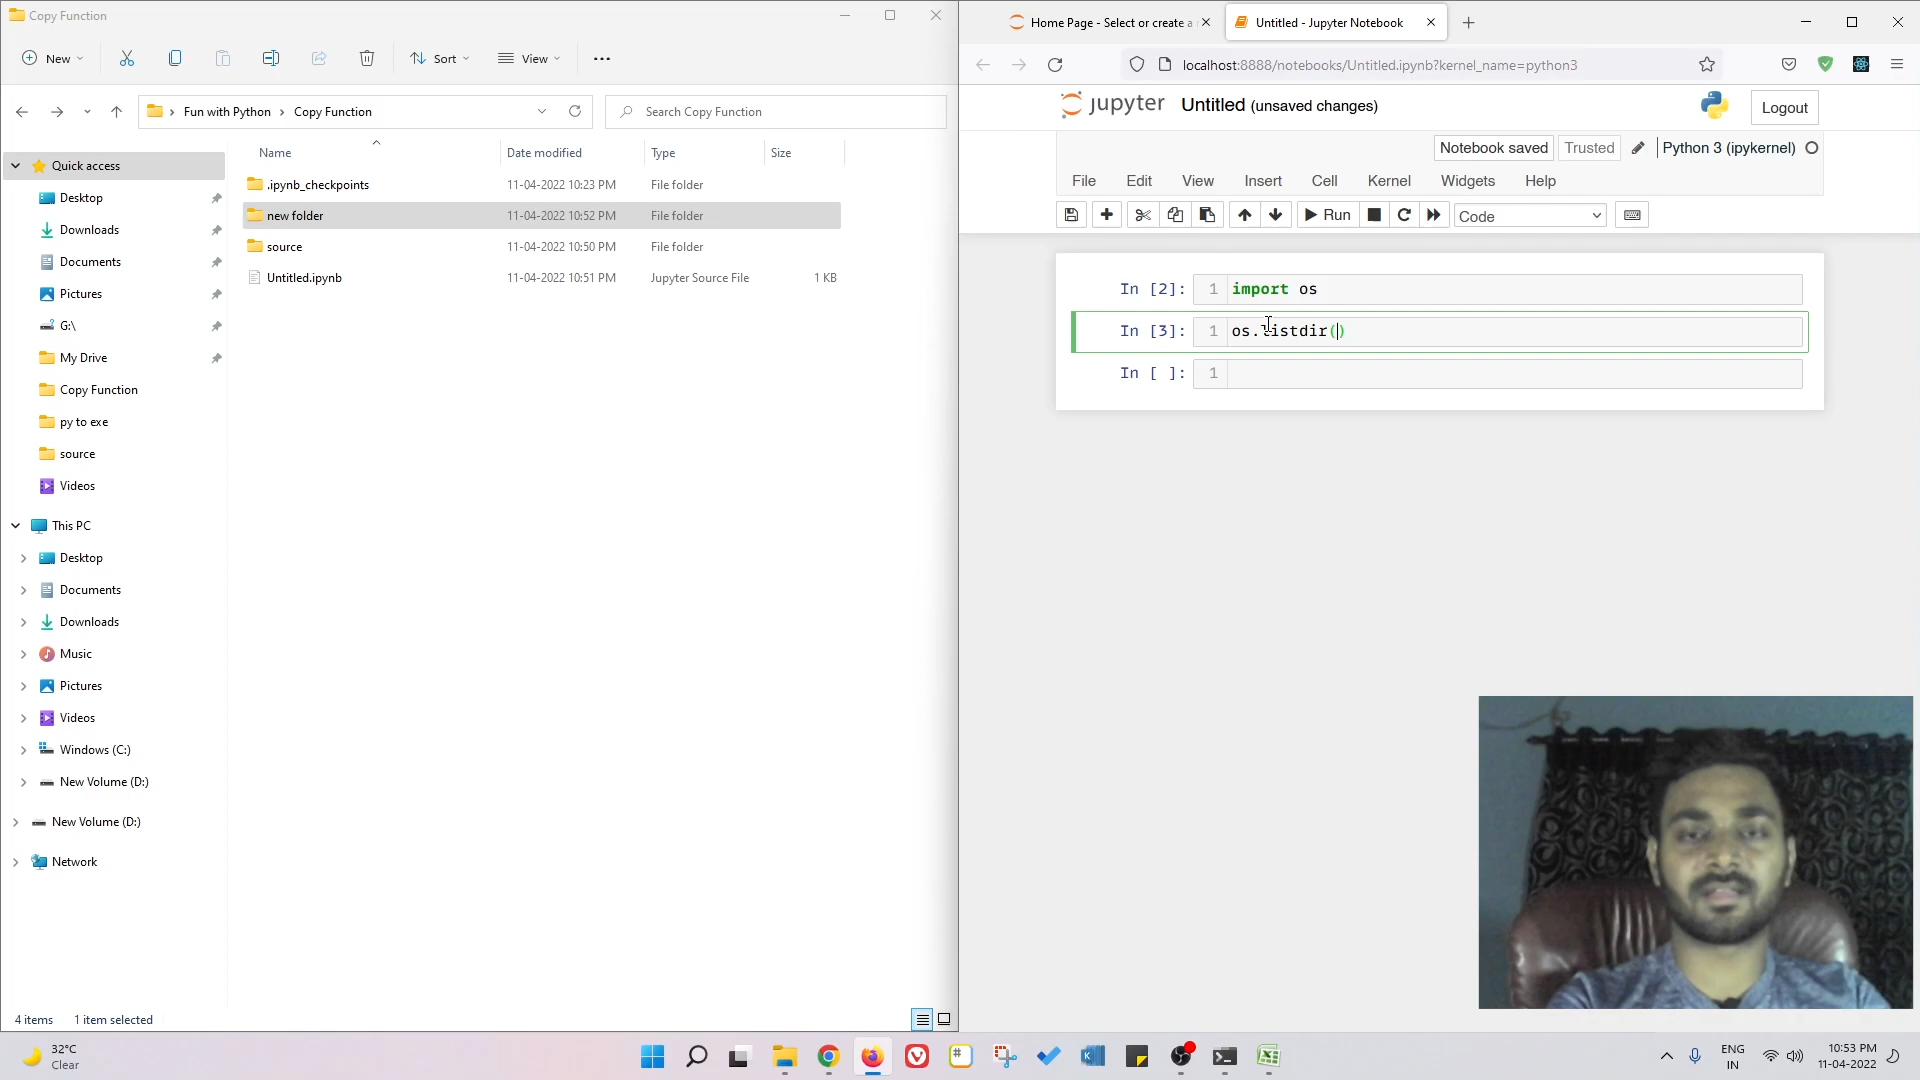 Copy Function
New
Sort
View
Fun with Python
Copy Function
Search Copy Function
Name
Date modified
Type
Size
.ipynb_checkpoints
11-04-2022 10:23 PM
File folder
new folder
11-04-2022 10:52 PM
File folder
source
11-04-2022 10:50 PM
File folder
Untitled.ipynb
11-04-2022 10:51 PM
Jupyter Source File
1 KB
Quick access
Desktop
Downloads
Documents
Pictures
G:\
My Drive
Copy Function
py to exe
source
Videos
This PC
Desktop
Documents
Downloads
Music
Pictures
Videos
Windows (C:)
New Volume (D:)
New Volume (D:)
Network
4 items
1 item selected
Home Page - Select or create a
Untitled - Jupyter Notebook
localhost:8888/notebooks/Untitled.ipynb?kernel_name=python3
jupyter
Untitled (unsaved changes)
Logout
Notebook saved
Trusted
Python 3 (ipykernel)
File
Edit
View
Insert
Cell
Kernel
Widgets
Help
Run
Code
In [2]:
1
import os
In [3]:
1
os.listdir()
In [ ]:
1
32°C
Clear
ENG
IN
10:53 PM
11-04-2022